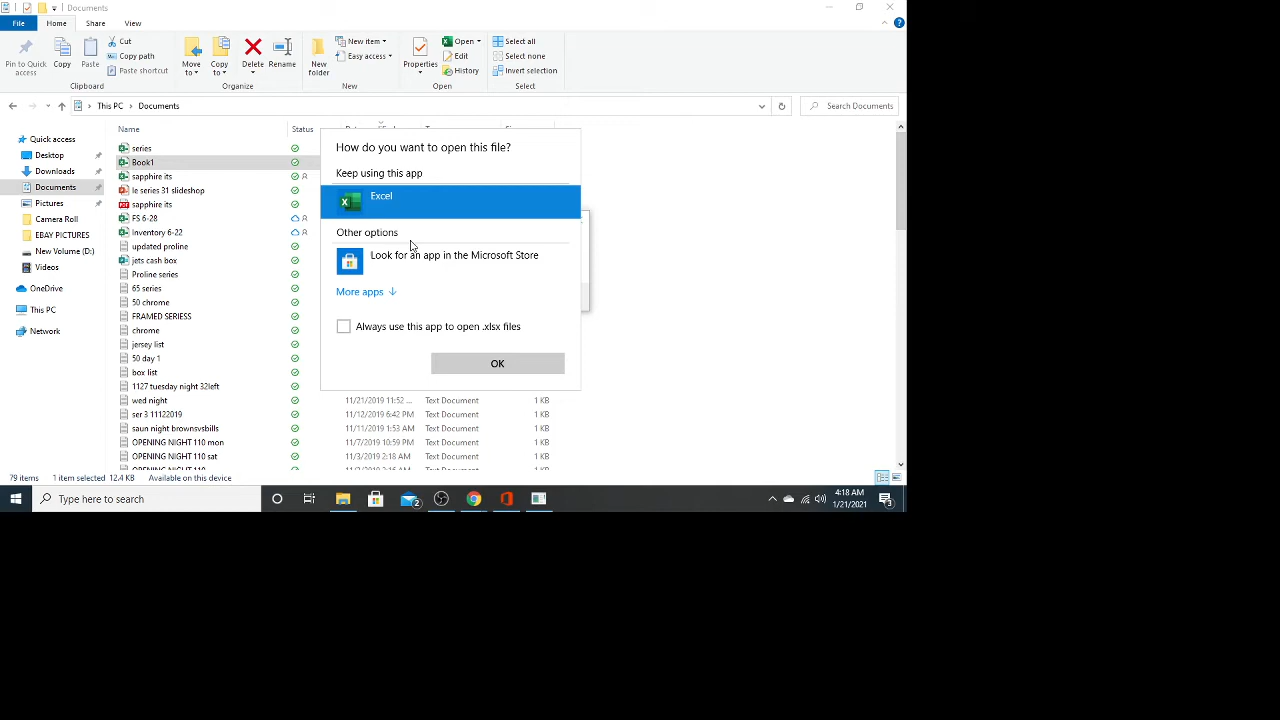 Documents
File Home Share View
Pin to Quick access
Copy
Paste
Cut
Copy path
Paste shortcut
Move to
Copy to
Delete
Rename
New folder
New item
Easy access
Properties
Open
Edit
History
Select all
Select none
Invert selection
Clipboard Organize New Open Select
This PC Documents Search Documents
Quick access
Desktop
Downloads
Documents
Pictures
Camera Roll
EBAY PICTURES
New Volume (D:)
Videos
OneDrive
This PC
Network
Name Status
series
Book1
sapphire its
le series 31 slideshop
sapphire its
FS 6-28
Inventory 6-22
updated proline
jets cash box
Proline series
65 series
50 chrome
FRAMED SERIESS
chrome
jersey list
50 day 1
box list
1127 tuesday night 32left
wed night 11/21/2019 11:52 ... Text Document 1 KB
ser 3 11122019 11/12/2019 6:42 PM Text Document 1 KB
saun night brownsvsbills 11/11/2019 1:53 AM Text Document 1 KB
OPENING NIGHT 110 mon 11/7/2019 10:59 PM Text Document 1 KB
OPENING NIGHT 110 sat 11/3/2019 2:18 AM Text Document 1 KB
OPENING NIGHT 110
How do you want to open this file?
Keep using this app
Excel
Other options
Look for an app in the Microsoft Store
More apps
Always use this app to open .xlsx files
OK
79 items 1 item selected 12.4 KB Available on this device
Type here to search
2
4:18 AM
1/21/2021
3